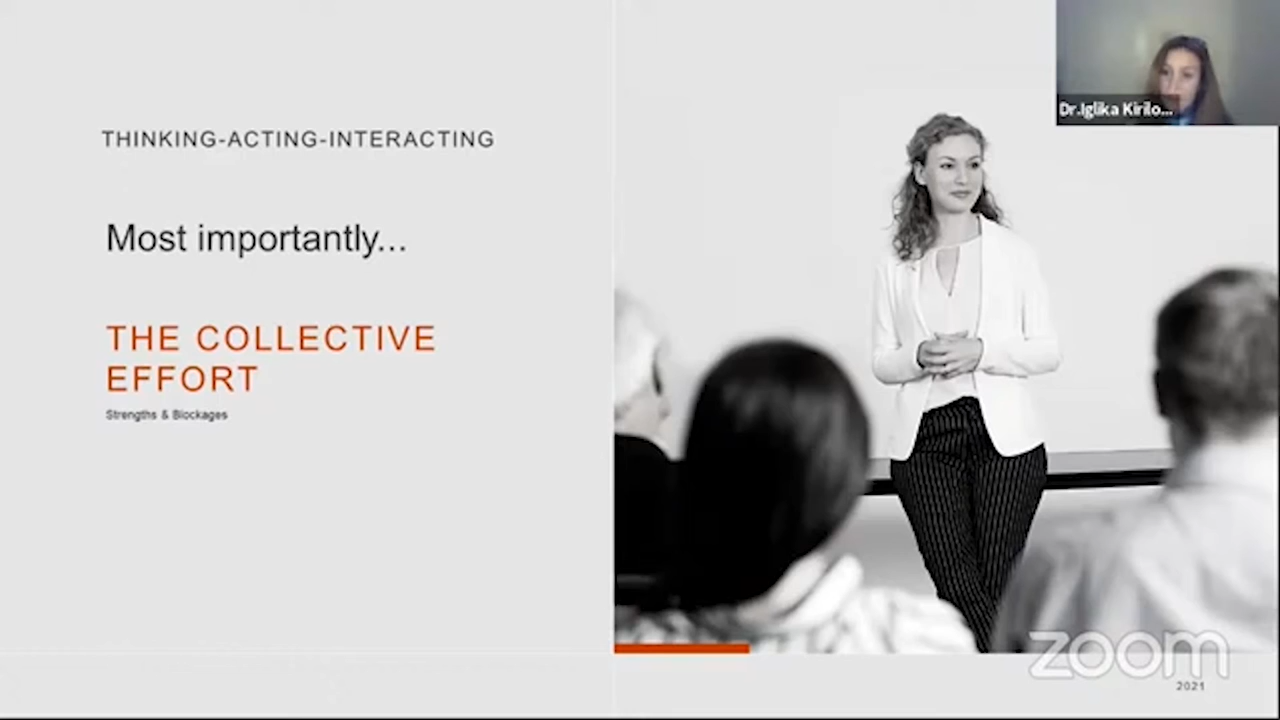 THINKING-ACTING-INTERACTING
Most importantly...
THE COLLECTIVE
EFFORT
Strengths & Blockages
Dr.Iglika Kirilo...
zoom
2021